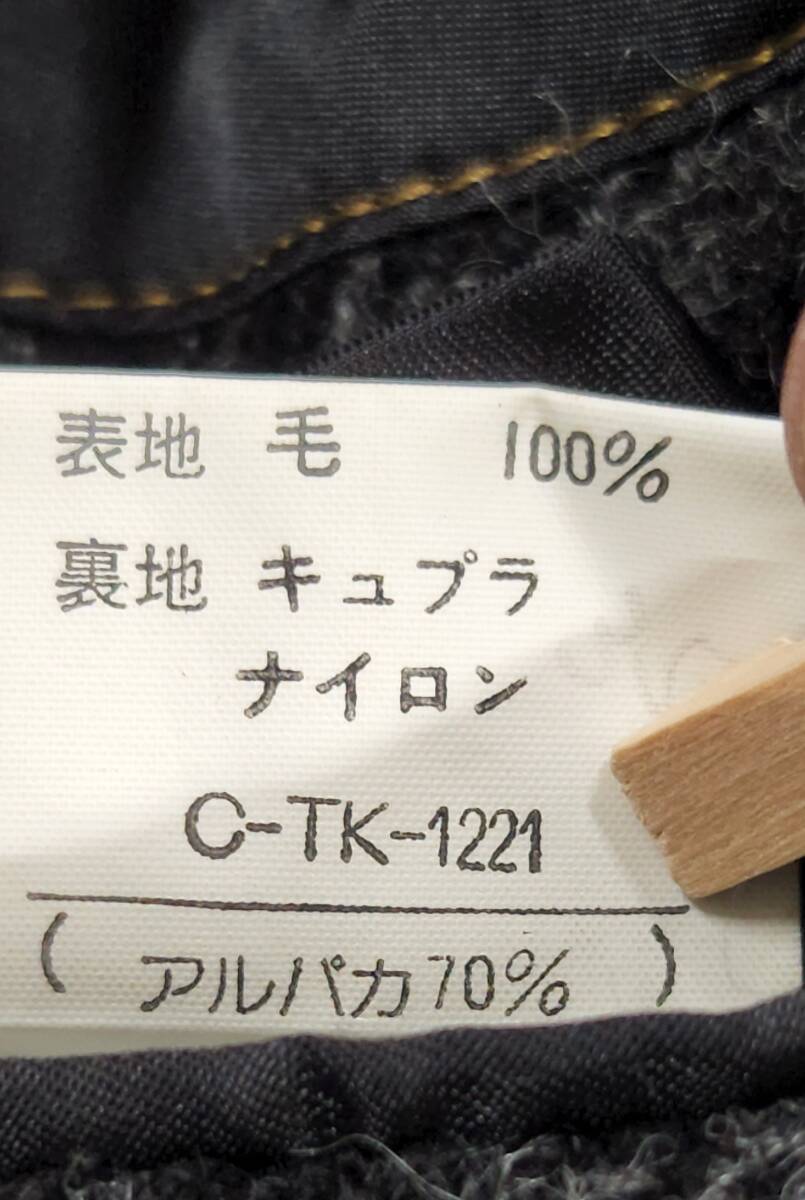 表地 毛 100%
裏地 キュプラ
ナイロン
C-TK-1221
(アルパカ70%)